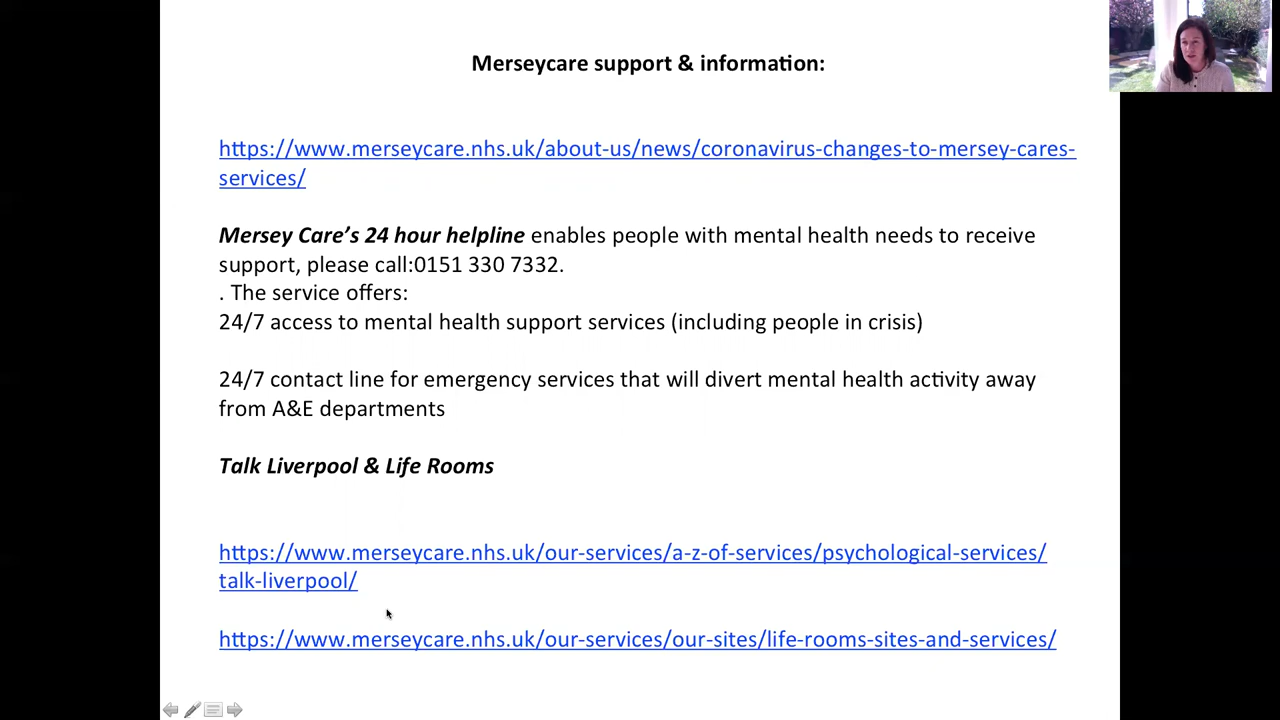 Merseycare support & information:
https://www.merseycare.nhs.uk/about-us/news/coronavirus-changes-to-mersey-cares-
services/
Mersey Care’s 24 hour helpline enables people with mental health needs to receive
support, please call:0151 330 7332.
. The service offers:
24/7 access to mental health support services (including people in crisis)
24/7 contact line for emergency services that will divert mental health activity away
from A&E departments
Talk Liverpool & Life Rooms
https://www.merseycare.nhs.uk/our-services/a-z-of-services/psychological-services/
talk-liverpool/
https://www.merseycare.nhs.uk/our-services/our-sites/life-rooms-sites-and-services/